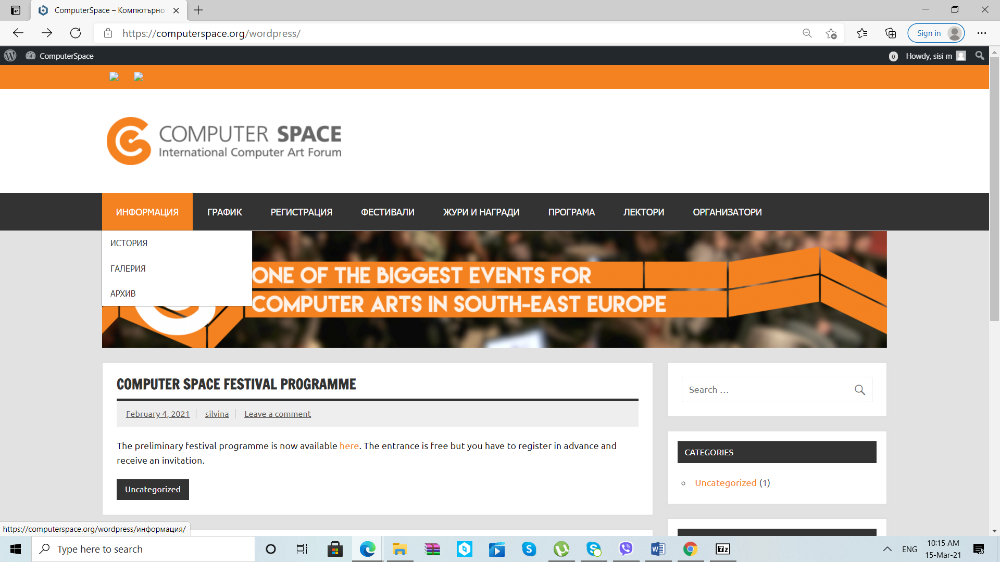 ComputerSpace – Компютърно
https://computerspace.org/wordpress/
Sign in
ComputerSpace
0
Howdy, sisi m
COMPUTER SPACE
International Computer Art Forum
ИНФОРМАЦИЯ
ГРАФИК
РЕГИСТРАЦИЯ
ФЕСТИВАЛИ
ЖУРИ И НАГРАДИ
ПРОГРАМА
ЛЕКТОРИ
ОРГАНИЗАТОРИ
ИСТОРИЯ
ГАЛЕРИЯ
АРХИВ
ONE OF THE BIGGEST EVENTS FOR
COMPUTER ARTS IN SOUTH-EAST EUROPE
COMPUTER SPACE FESTIVAL PROGRAMME
February 4, 2021
silvina
Leave a comment
The preliminary festival programme is now available here. The entrance is free but you have to register in advance and
receive an invitation.
Uncategorized
Search …
CATEGORIES
Uncategorized (1)
https://computerspace.org/wordpress/информация/
Type here to search
ENG
10:15 AM
15-Mar-21